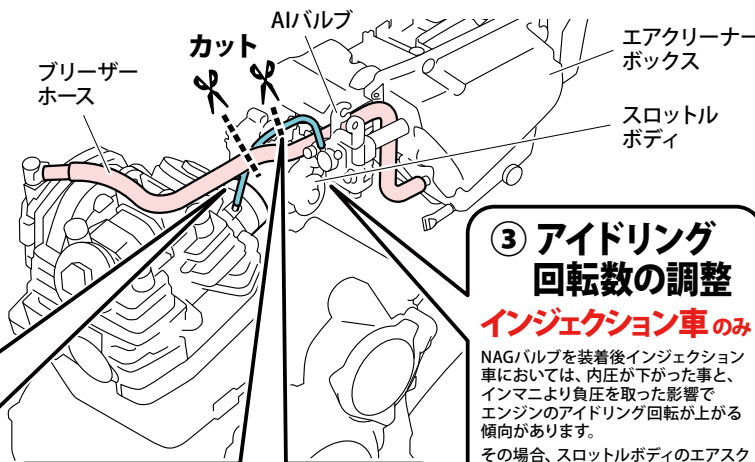 AIバルブ
カット
ブリーザー
ホース
エアクリーナー
ボックス
スロットル
ボディ
③ アイドリング
回転数の調整
インジェクション車のみ
NAGバルブを装着後インジェクション
車においては、内圧が下がった事と、
インマニより負圧を取った影響で
エンジンのアイドリング回転が上がる
傾向があります。
その場合、スロットルボディのエアスク